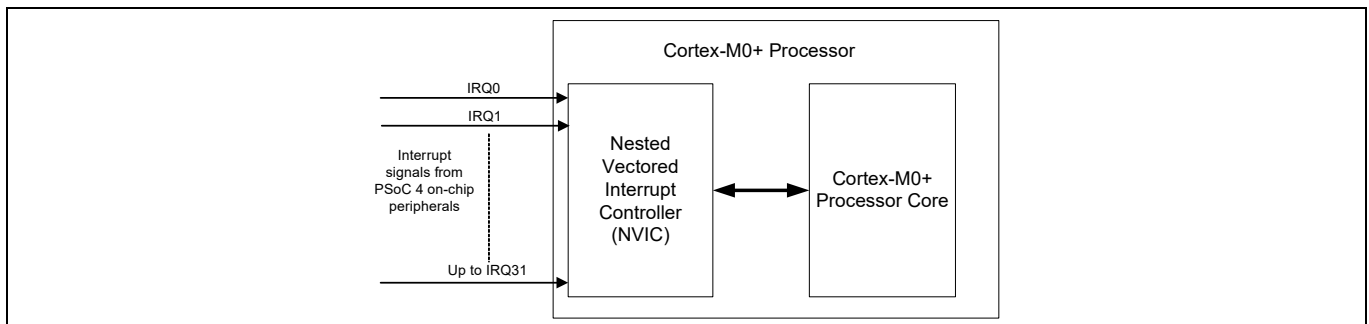 Cortex-M0+ Processor
IRQ0
IRQ1
Interrupt
signals from
PSoC 4 on-chip
peripherals
Up to IRQ31
Nested
Vectored
Interrupt
Controller
(NVIC)
Cortex-M0+
Processor Core